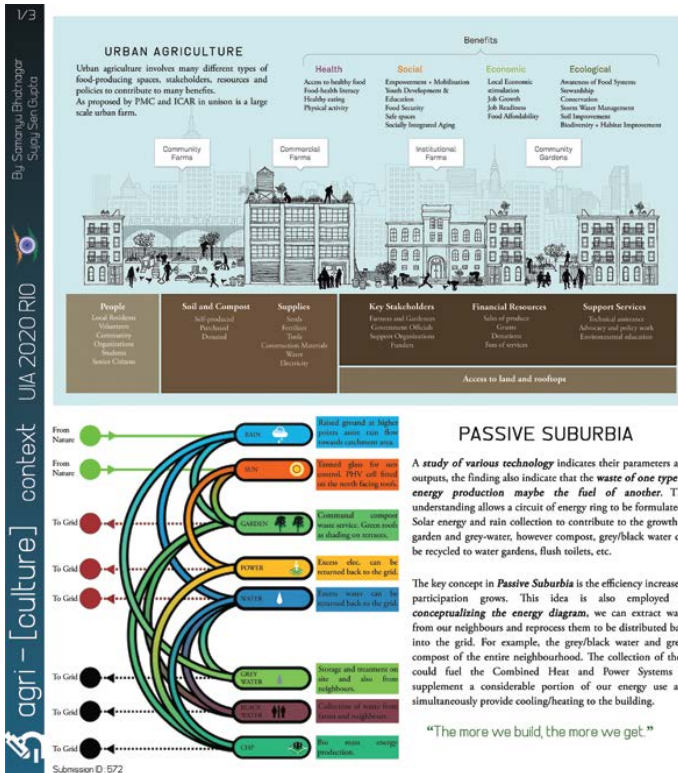 1/3
By Samanyu Bhatnagar
Sujay Sen Gupta
UIA 2020 RIO
agri – [culture] context
URBAN AGRICULTURE
Urban agriculture involves many different types of
food-producing spaces, stakeholders, resources and
policies to contribute to many benefits.
As proposed by PMC and ICAR in unison is a large
scale urban farm.
Benefits
Health
Access to healthy food
Food-health literacy
Healthy eating
Physical activity
Social
Empowerment + Mobilisation
Youth Development &
Education
Food Security
Safe spaces
Socially Integrated Aging
Economic
Local Economic
stimulation
Job Growth
Job Readiness
Food Affordability
Ecological
Awareness of Food Systems
Stewardship
Conservation
Storm Water Management
Soil Improvement
Biodiversity + Habitat Improvement
Community
Farms
Commercial
Farms
Institutional
Farms
Community
Gardens
People
Local Residents
Volunteers
Community
Organizations
Students
Senior Citizens
Soil and Compost
Self-produced
Purchased
Donated
Supplies
Seeds
Fertilizer
Tools
Construction Materials
Water
Electricity
Key Stakeholders
Farmers and Gardeners
Government Officials
Support Organizations
Funders
Financial Resources
Sales of produce
Grants
Donations
Fees of services
Support Services
Technical assistance
Advocacy and policy work
Environmental education
Access to land and rooftops
From
Nature
RAIN
Raised ground at higher
points assist rain flow
towards catchment area.
From
Nature
SUN
Tinned glass for sun
control. PHV cell fitted
on the north facing roofs.
To Grid
GARDEN
Communal compost
waste service. Green roofs
as shading on terraces.
To Grid
POWER
Excess elec. can be
returned back to the grid.
To Grid
WATER
Excess water can be
returned back to the grid.
To Grid
GREY
WATER
Storage and treatment on
site and also from
neighbours.
To Grid
BLACK
WATER
Collection of water from
and neighbours.
To Grid
CHP
Bio mass energy
production.
PASSIVE SUBURBIA
A study of various technology indicates their parameters a
outputs, the finding also indicate that the waste of one type
energy production maybe the fuel of another. T
understanding allows a circuit of energy ring to be formulate
Solar energy and rain collection to contribute to the growth
garden and grey-water, however compost, grey/black water c
be recycled to water gardens, flush toilets, etc.
The key concept in Passive Suburbia is the efficiency increase
participation grows. This idea is also employed
conceptualizing the energy diagram, we can extract wa
from our neighbours and reprocess them to be distributed ba
into the grid. For example, the grey/black water and gre
compost of the entire neighbourhood. The collection of the
could fuel the Combined Heat and Power Systems
supplement a considerable portion of our energy use a
simultaneously provide cooling/heating to the building.
"The more we build, the more we get."
Submission ID : 572